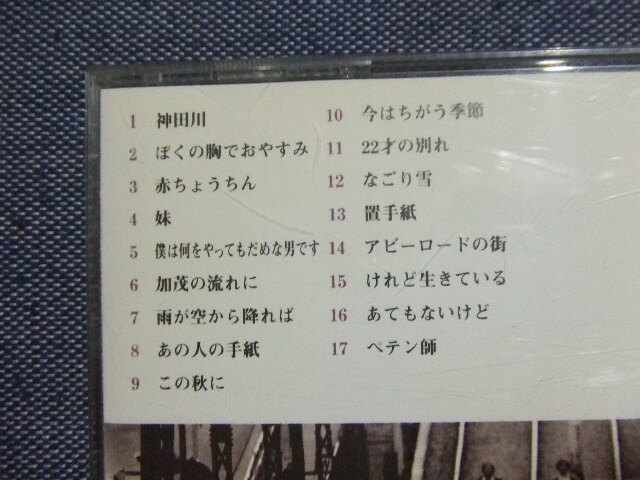 1 神田川
2 ぼくの胸でおやすみ
3 赤ちょうちん
4 妹
5 僕は何をやってもだめな男です
6 加茂の流れに
7 雨が空から降れば
8 あの人の手紙
9 この秋に
10 今はちがう季節
11 22才の別れ
12 なごり雪
13 置手紙
14 アビーロードの街
15 けれど生きている
16 あてもないけど
17 ペテン師